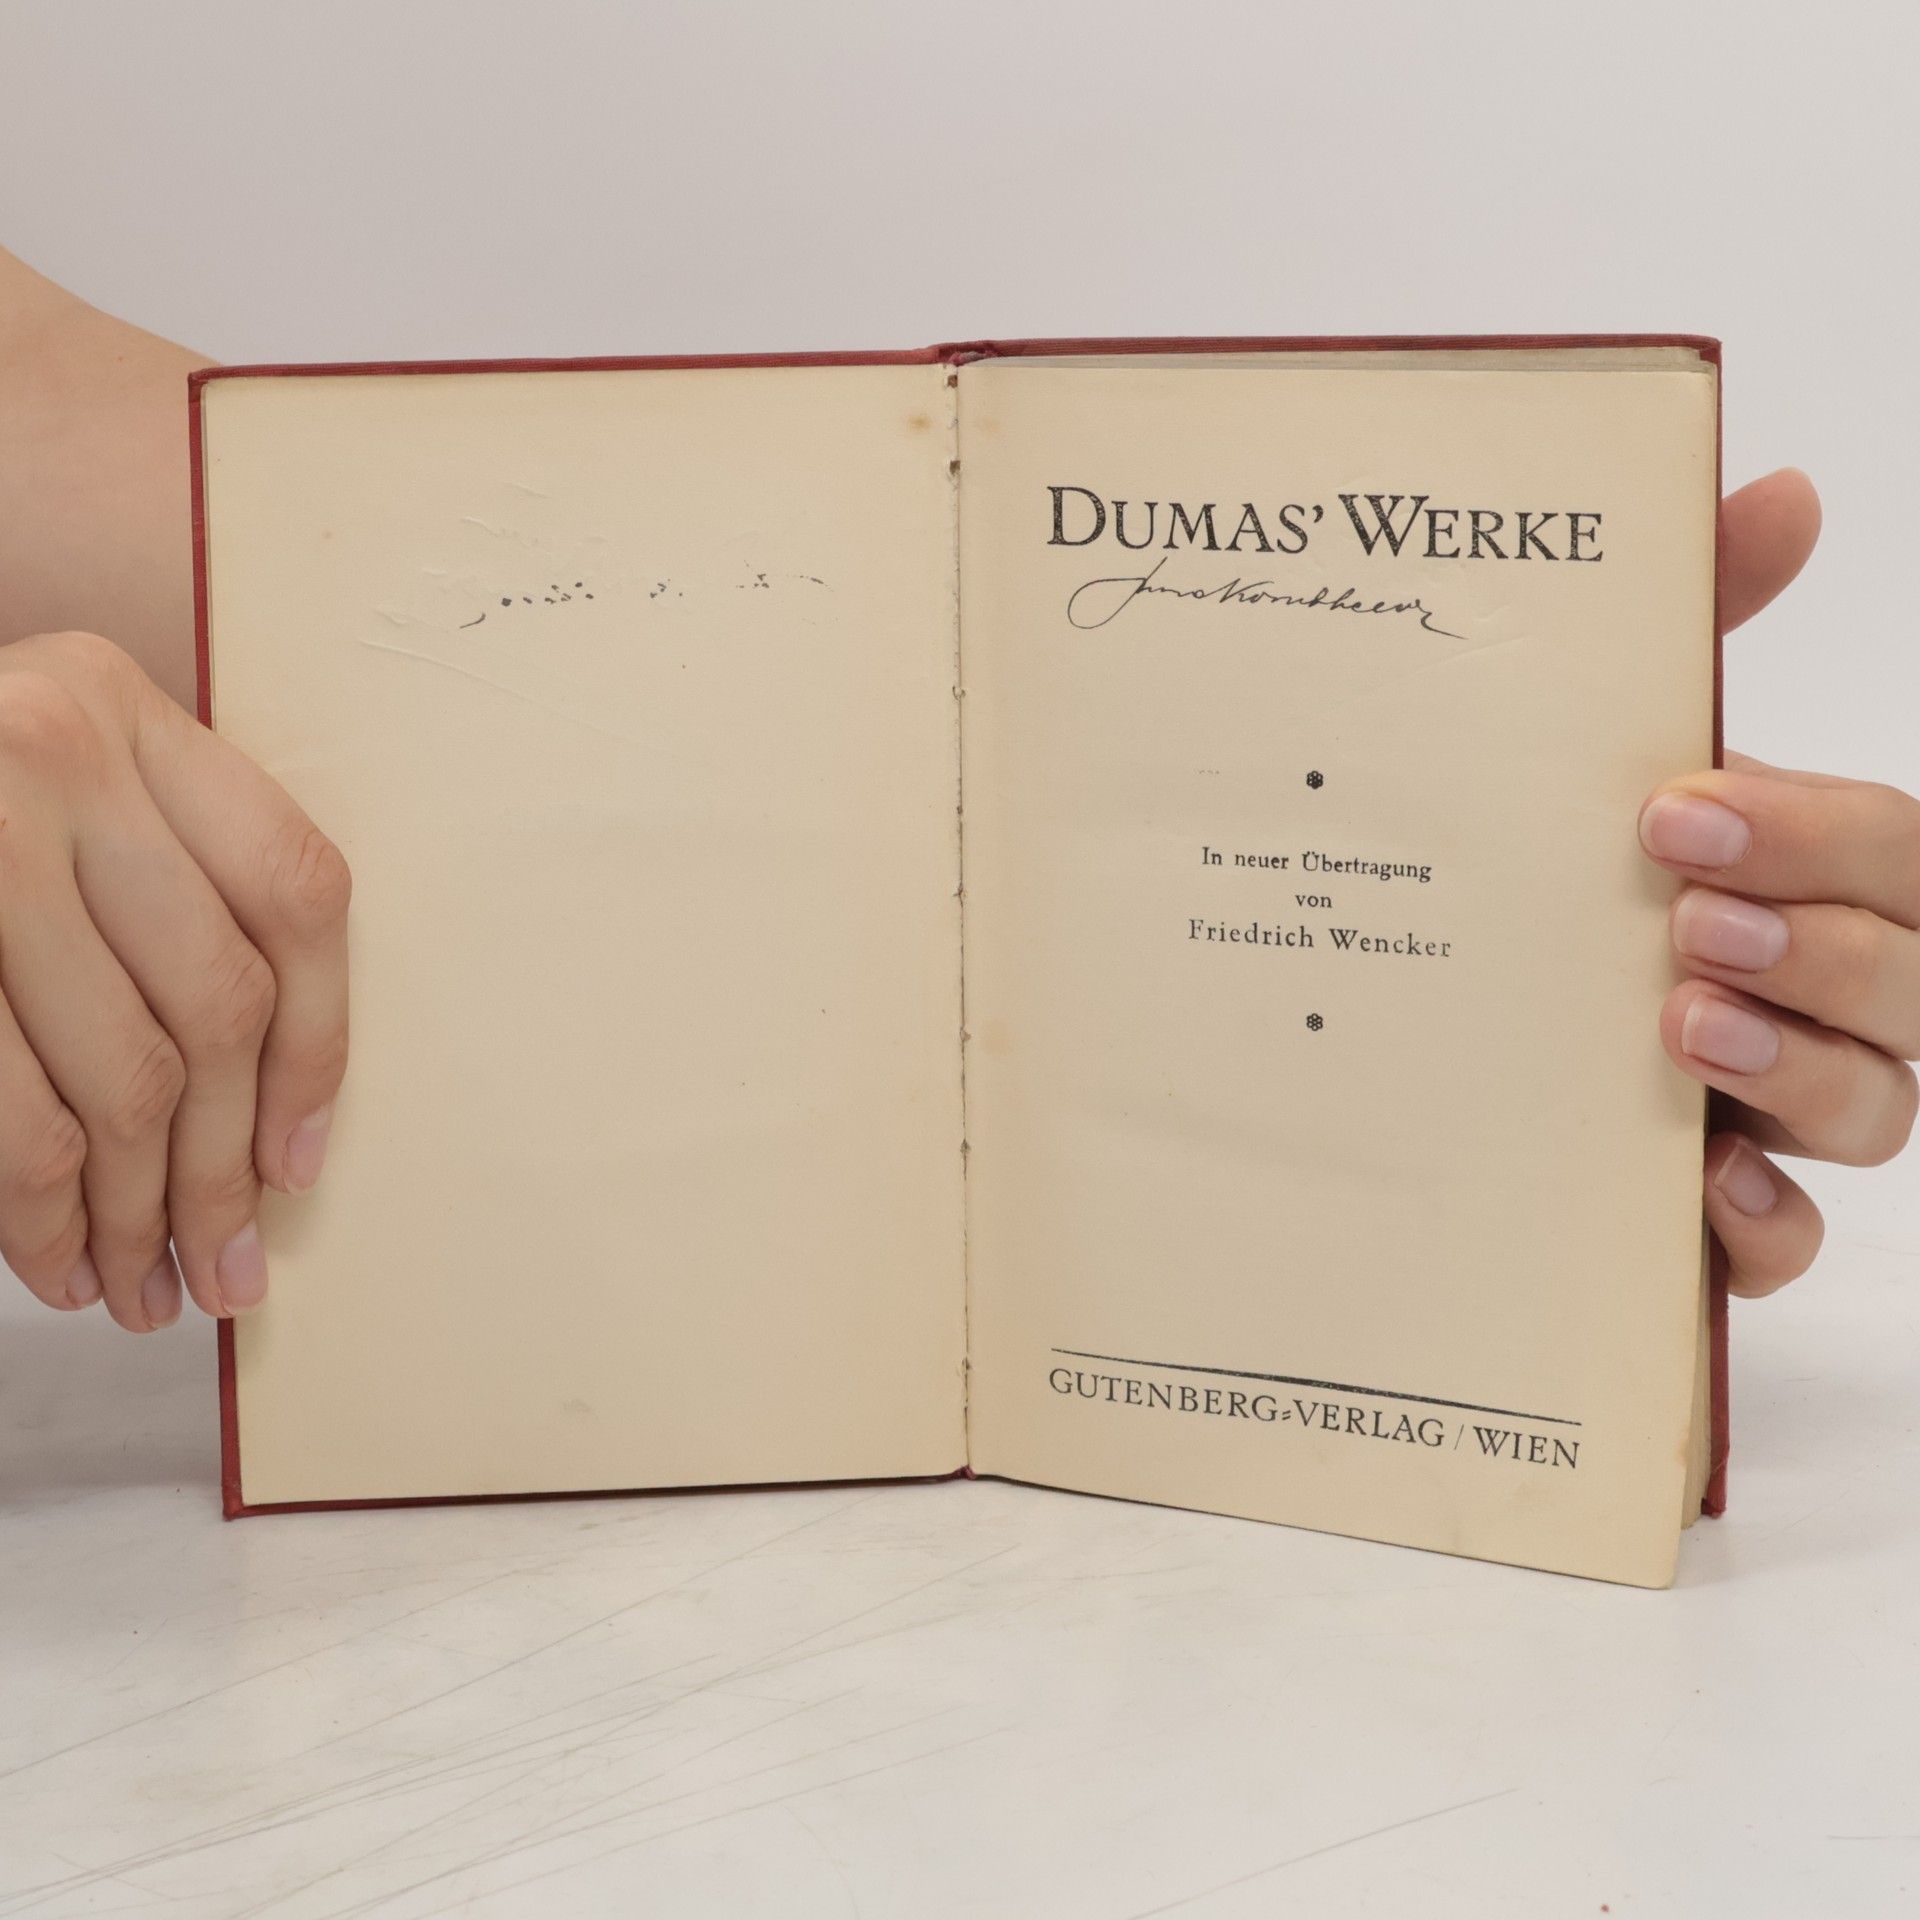 DUMAS' WERKE
In neuer Übertragung
von
Friedrich Wencker
GUTENBERG-VERLAG / WIEN